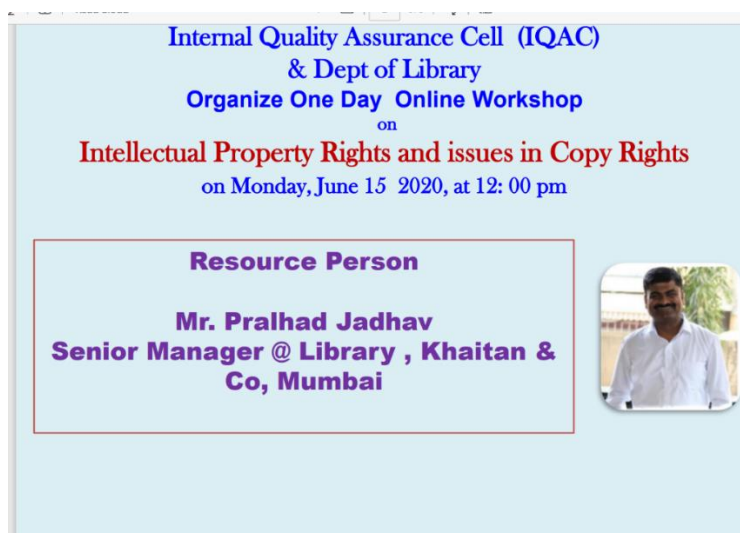 Internal Quality Assurance Cell (IQAC)
& Dept of Library
Organize One Day Online Workshop
on
Intellectual Property Rights and issues in Copy Rights
on Monday, June 15 2020, at 12: 00 pm
Resource Person
Mr. Pralhad Jadhav
Senior Manager @ Library , Khaitan &
Co, Mumbai